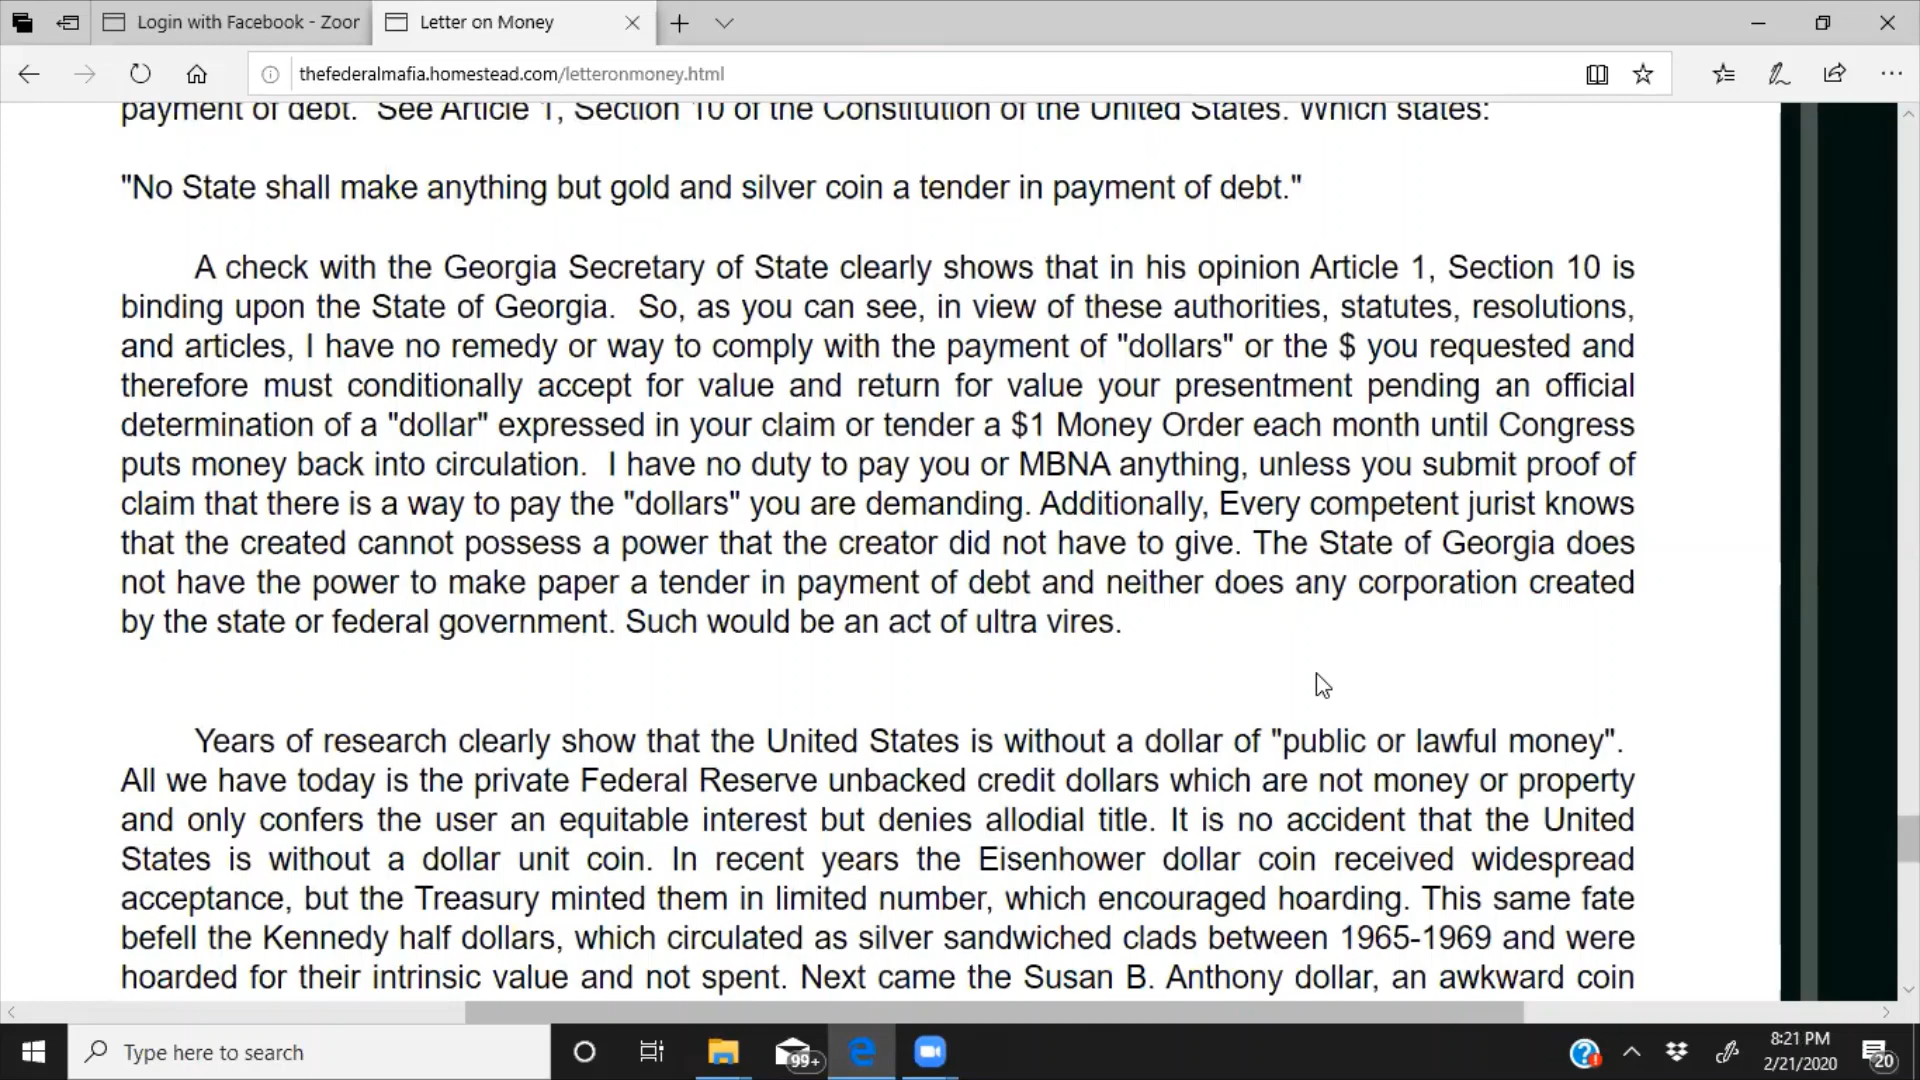 Login with Facebook - Zoor
Letter on Money
thefederalmafia.homestead.com/letteronmoney.html
payment of debt. See Article 1, Section 10 of the Constitution of the United States. Which states:
"No State shall make anything but gold and silver coin a tender in payment of debt."
A check with the Georgia Secretary of State clearly shows that in his opinion Article 1, Section 10 is
binding upon the State of Georgia. So, as you can see, in view of these authorities, statutes, resolutions,
and articles, I have no remedy or way to comply with the payment of "dollars" or the $ you requested and
therefore must conditionally accept for value and return for value your presentment pending an official
determination of a "dollar" expressed in your claim or tender a $1 Money Order each month until Congress
puts money back into circulation. I have no duty to pay you or MBNA anything, unless you submit proof of
claim that there is a way to pay the "dollars" you are demanding. Additionally, Every competent jurist knows
that the created cannot possess a power that the creator did not have to give. The State of Georgia does
not have the power to make paper a tender in payment of debt and neither does any corporation created
by the state or federal government. Such would be an act of ultra vires.
Years of research clearly show that the United States is without a dollar of "public or lawful money".
All we have today is the private Federal Reserve unbacked credit dollars which are not money or property
and only confers the user an equitable interest but denies allodial title. It is no accident that the United
States is without a dollar unit coin. In recent years the Eisenhower dollar coin received widespread
acceptance, but the Treasury minted them in limited number, which encouraged hoarding. This same fate
befell the Kennedy half dollars, which circulated as silver sandwiched clads between 1965-1969 and were
hoarded for their intrinsic value and not spent. Next came the Susan B. Anthony dollar, an awkward coin
Type here to search
99+
8:21 PM
2/21/2020
20